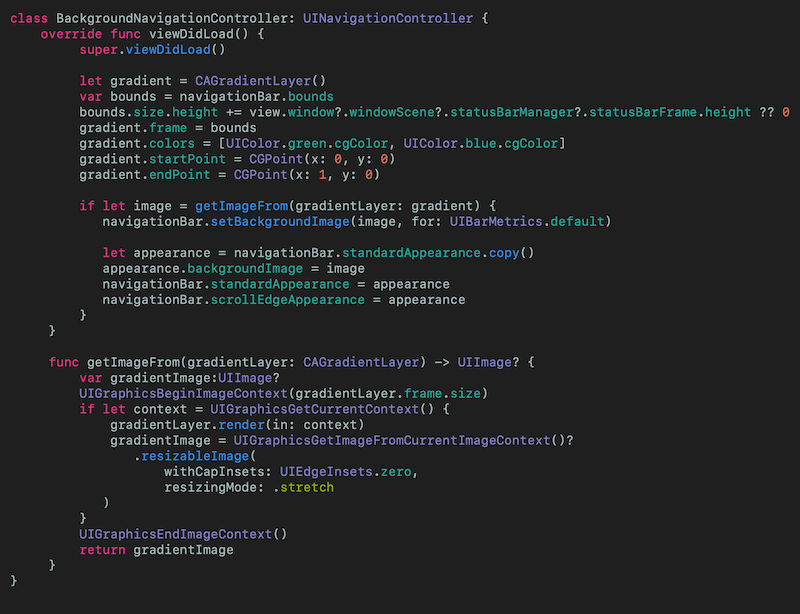 class BackgroundNavigationController: UINavigationController {
    override func viewDidLoad() {
         super.viewDidLoad()

         let gradient = CAGradientLayer()
         var bounds = navigationBar.bounds
         bounds.size.height += view.window?.windowScene?.statusBarManager?.statusBarFrame.height ?? 0
         gradient.frame = bounds
         gradient.colors = [UIColor.green.cgColor, UIColor.blue.cgColor]
         gradient.startPoint = CGPoint(x: 0, y: 0)
         gradient.endPoint = CGPoint(x: 1, y: 0)

         if let image = getImageFrom(gradientLayer: gradient) {
            navigationBar.setBackgroundImage(image, for: UIBarMetrics.default)

            let appearance = navigationBar.standardAppearance.copy()
            appearance.backgroundImage = image
            navigationBar.standardAppearance = appearance
            navigationBar.scrollEdgeAppearance = appearance
         }
     }

     func getImageFrom(gradientLayer: CAGradientLayer) -> UIImage? {
         var gradientImage:UIImage?
         UIGraphicsBeginImageContext(gradientLayer.frame.size)
         if let context = UIGraphicsGetCurrentContext() {
             gradientLayer.render(in: context)
             gradientImage = UIGraphicsGetImageFromCurrentImageContext()?
                .resizableImage(
                    withCapInsets: UIEdgeInsets.zero,
                    resizingMode: .stretch
            )
         }
         UIGraphicsEndImageContext()
         return gradientImage
     }
}